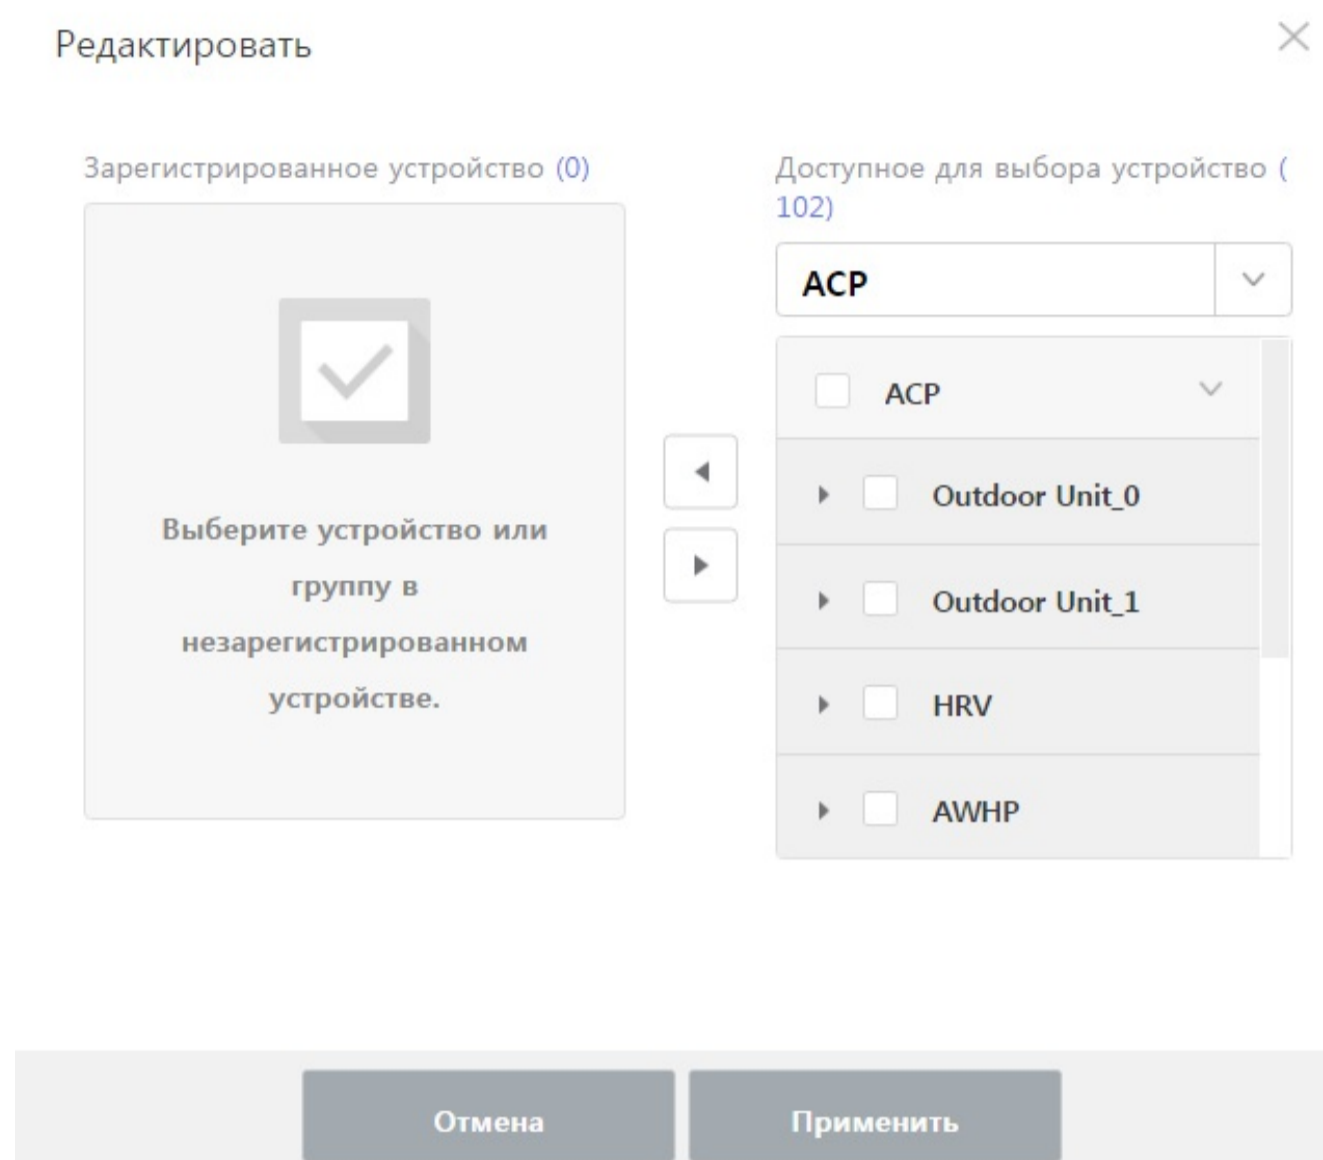 Редактировать
Зарегистрированное устройство (0)
Выберите устройство или
группу в
незарегистрированном
устройстве.
Доступное для выбора устройство (
102)
ACP
ACP
Outdoor Unit_0
Outdoor Unit_1
HRV
AWHP
Отмена
Применить